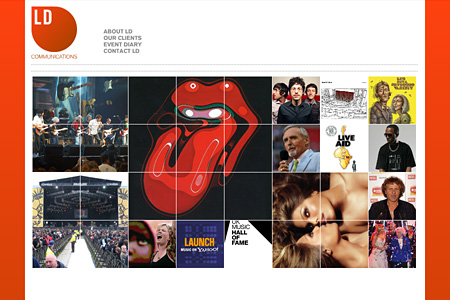 LD
COMMUNICATIONS
ABOUT LD
OUR CLIENTS
EVENT DIARY
CONTACT LD
LIVE
AID
LAUNCH
MUSIC ON YAHOO!
UK
MUSIC
HALL
OF
FAME